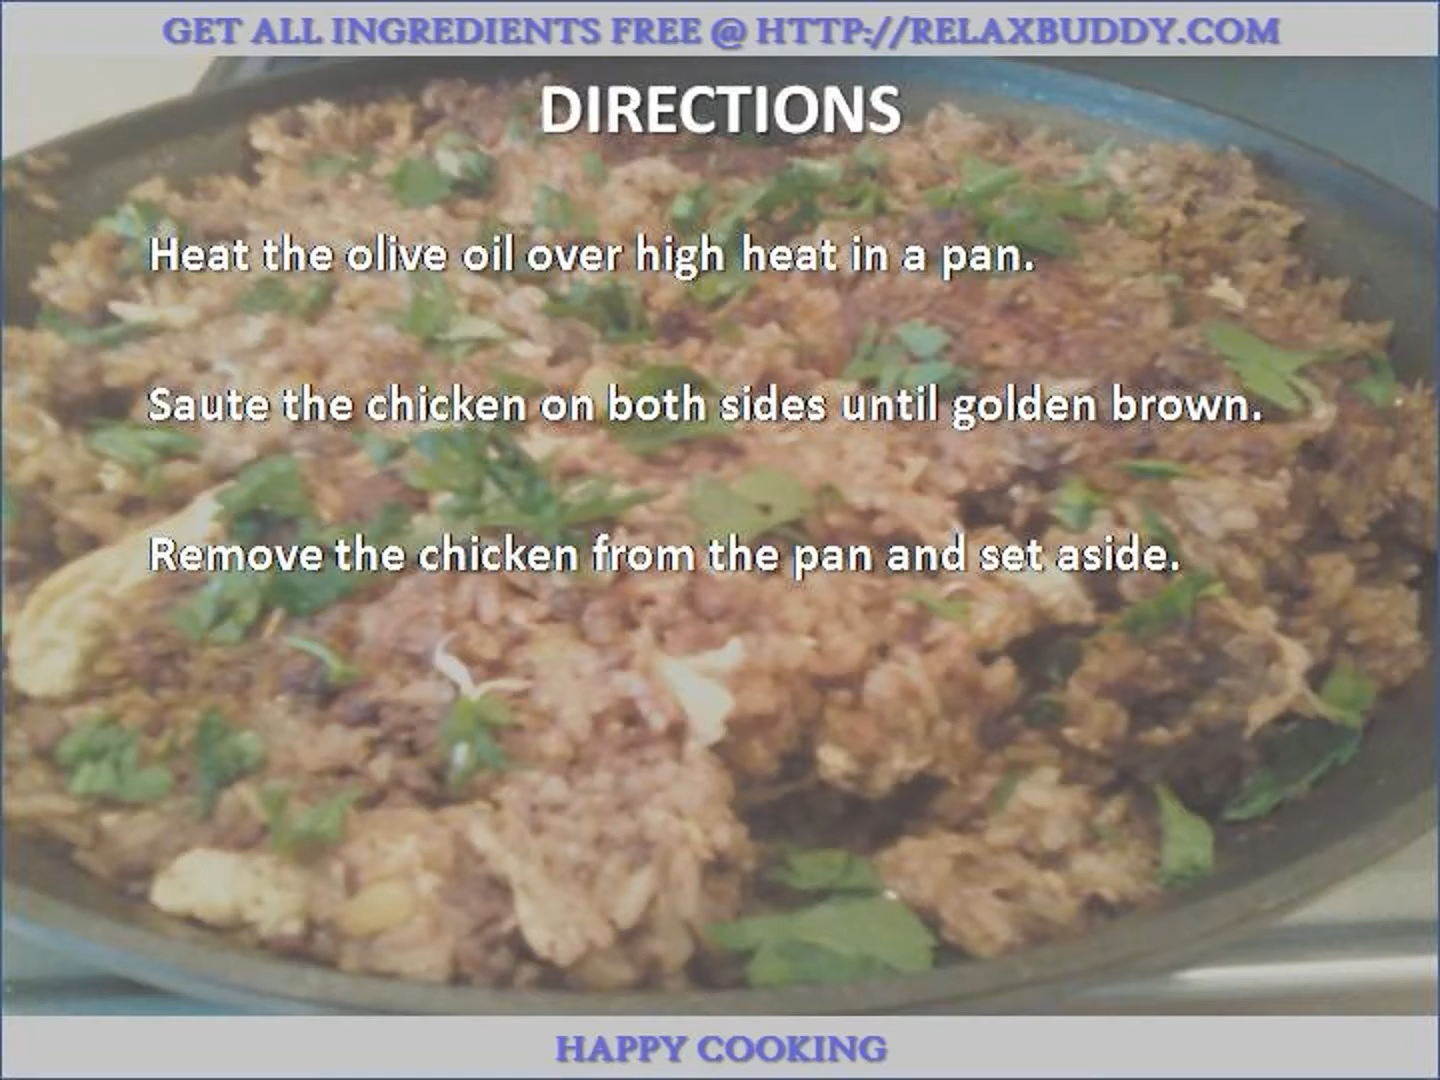 GET ALL INGREDIENTS FREE @ HTTP://RELAXBUDDY.COM
DIRECTIONS
Heat the olive oil over high heat in a pan.
Saute the chicken on both sides until golden brown.
Remove the chicken from the pan and set aside.
HAPPY COOKING